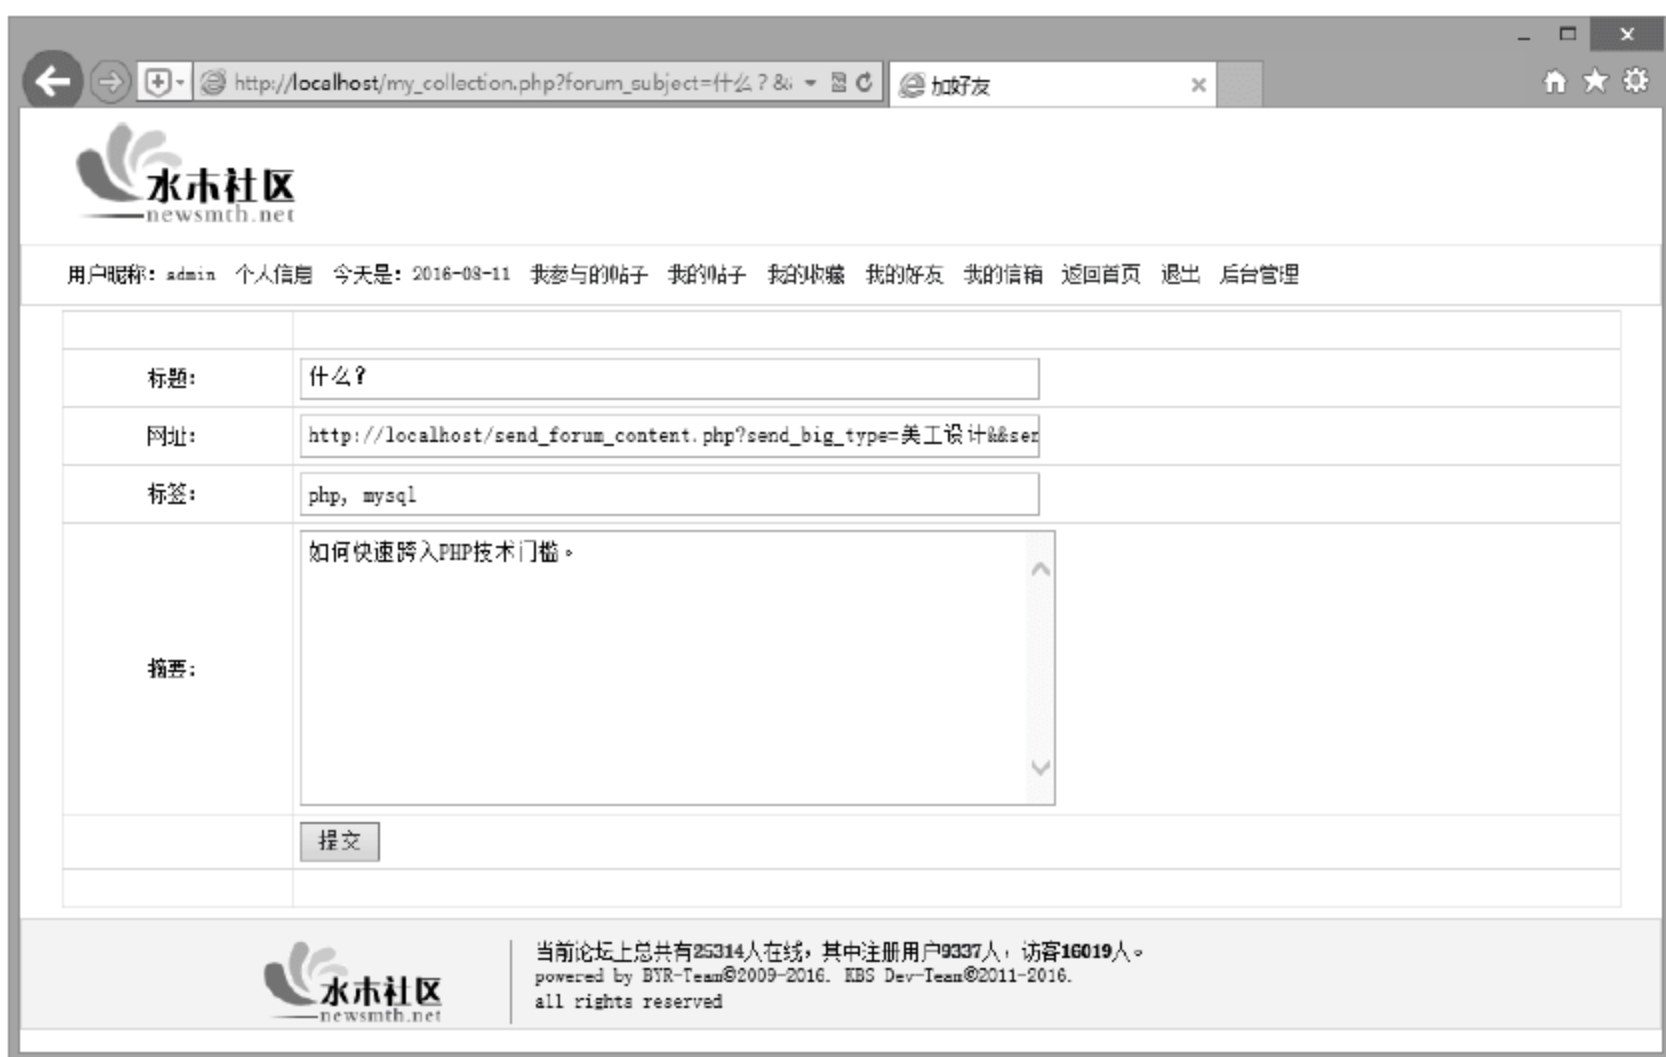 http://localhost/my_collection.php?forum_subject=什么?&
加好友
水木社区
newsmth.net
用户昵称：admin 个人信息 今天是：2016-08-11 我参与的帖子 我的帖子 我的收藏 我的好友 我的信箱 返回首页 退出 后台管理
标题： 什么？
网址： http://localhost/send_forum_content.php?send_big_type=美工设计&&ser
标签： php, mysql
摘要： 如何快速跨入PHP技术门槛。
提交
水木社区
newsmth.net
当前论坛上总共有25314人在线，其中注册用户9337人，访客16019人。
powered by BYR-Team©2009-2016. KBS Dev-Team©2011-2016.
all rights reserved